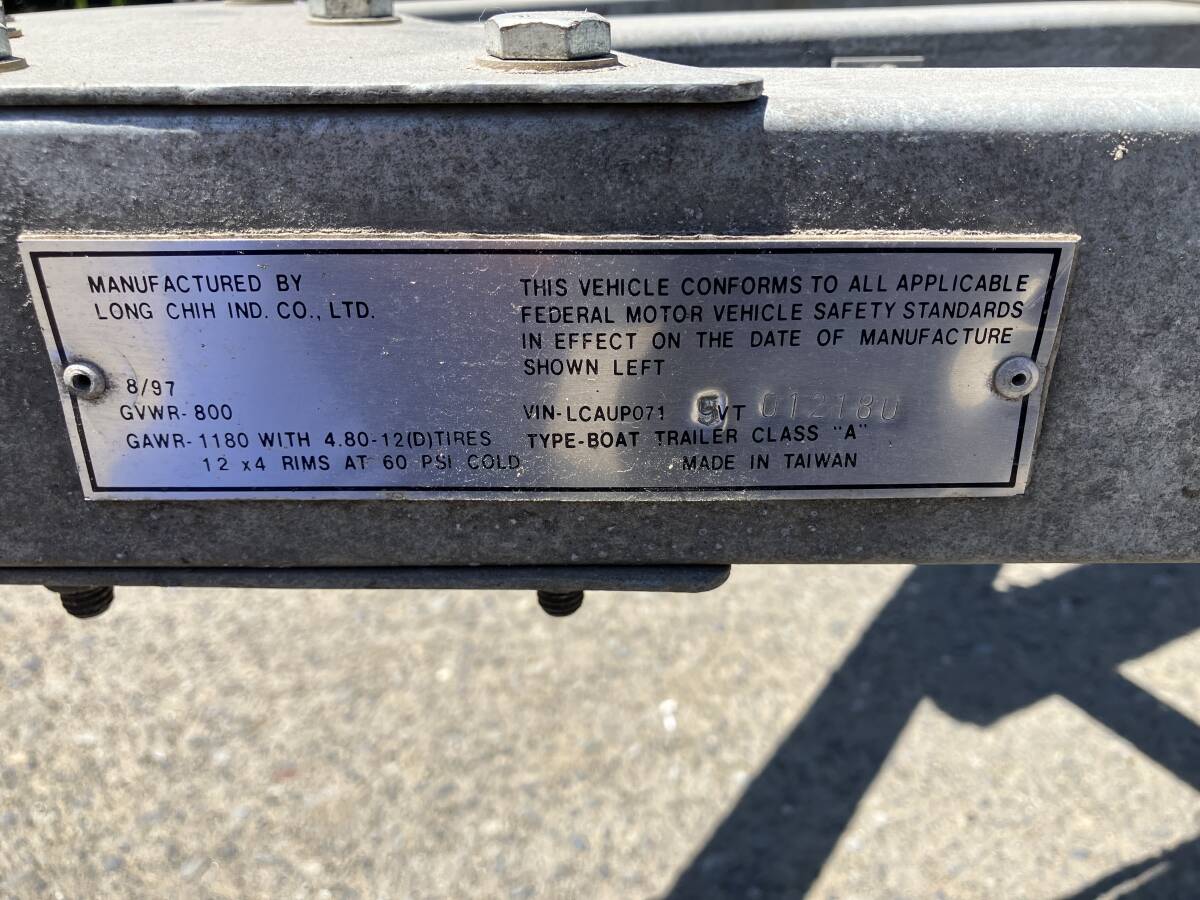 MANUFACTURED BY
LONG CHIH IND. CO., LTD.
8/97
GVWR-800
GAWR-1180 WITH 4.80-12(D)TIRES
12 x4 RIMS AT 60 PSI COLD
THIS VEHICLE CONFORMS TO ALL APPLICABLE
FEDERAL MOTOR VEHICLE SAFETY STANDARDS
IN EFFECT ON THE DATE OF MANUFACTURE
SHOWN LEFT
VIN-LCAUP071 VT 012180
TYPE-BOAT TRAILER CLASS "A"
MADE IN TAIWAN